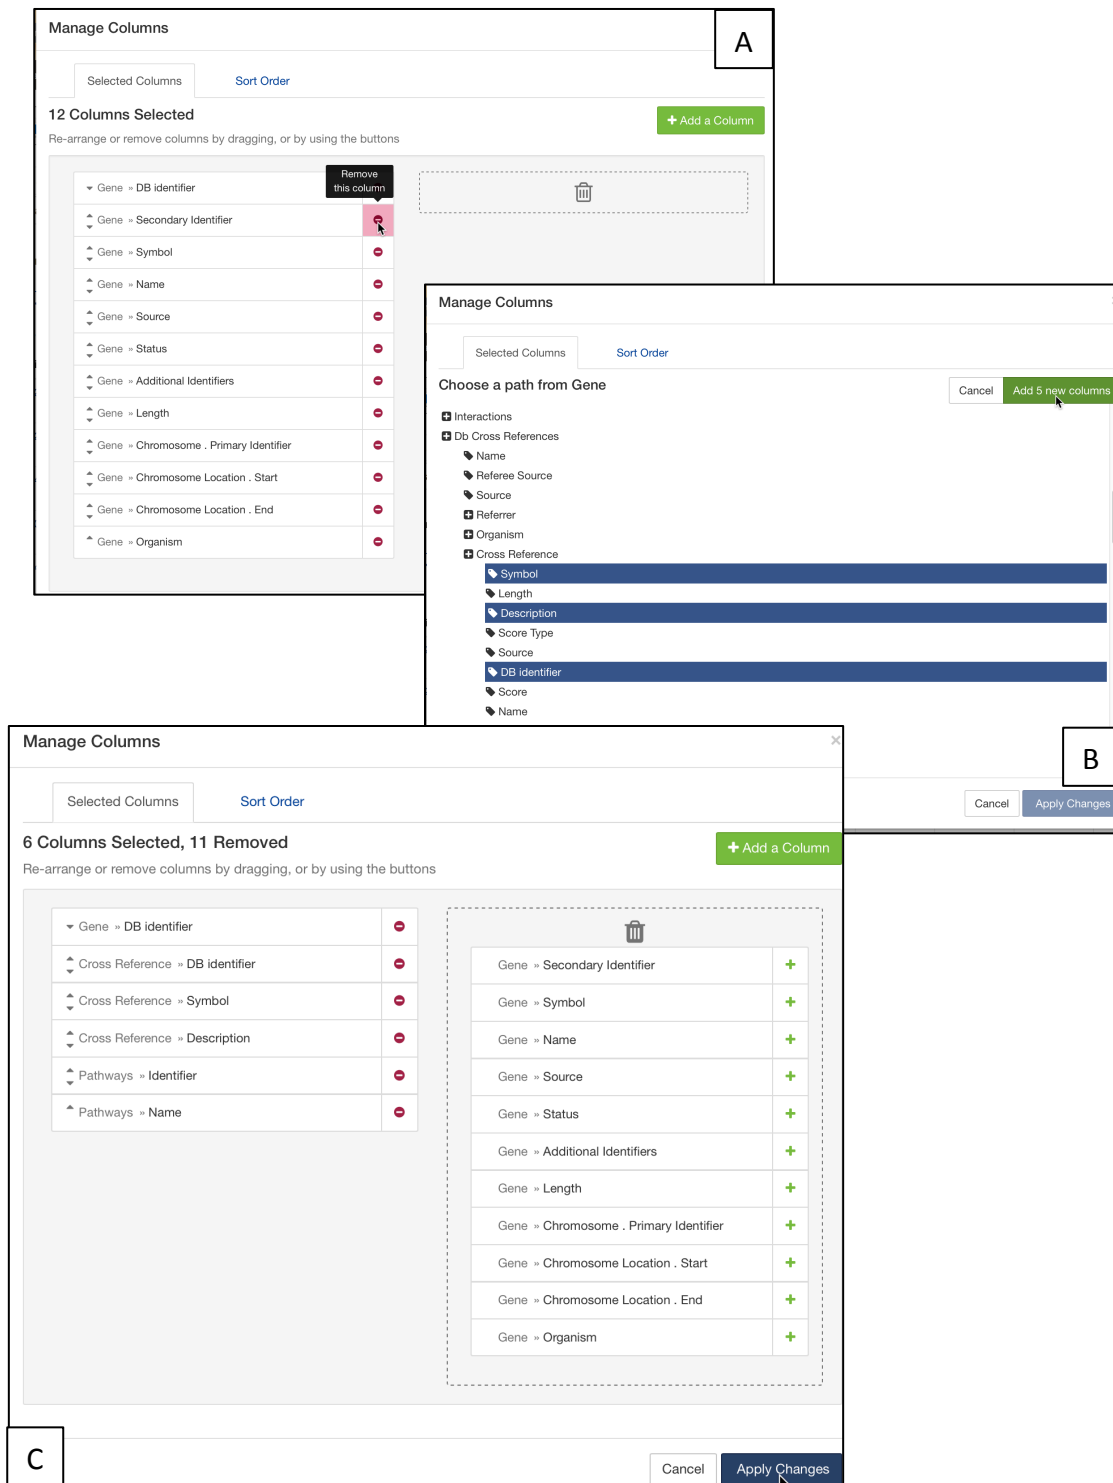 Manage Columns
A
Selected Columns
Sort Order
12 Columns Selected
+ Add a Column
Re-arrange or remove columns by dragging, or by using the buttons
Remove
this column
Gene » DB identifier
Gene » Secondary Identifier
Gene » Symbol
Gene » Name
Gene » Source
Gene » Status
Gene » Additional Identifiers
Gene » Length
Gene » Chromosome . Primary Identifier
Gene » Chromosome Location . Start
Gene » Chromosome Location . End
Gene » Organism
Manage Columns
Selected Columns
Sort Order
Choose a path from Gene
Cancel
Add 5 new columns
Interactions
Db Cross References
Name
Referee Source
Source
Referrer
Organism
Cross Reference
Symbol
Length
Description
Score Type
Source
DB identifier
Score
Name
B
Cancel
Apply Changes
Manage Columns
×
Selected Columns
Sort Order
6 Columns Selected, 11 Removed
+ Add a Column
Re-arrange or remove columns by dragging, or by using the buttons
Gene » DB identifier
Cross Reference » DB identifier
Cross Reference » Symbol
Cross Reference » Description
Pathways » Identifier
Pathways » Name
Gene » Secondary Identifier
Gene » Symbol
Gene » Name
Gene » Source
Gene » Status
Gene » Additional Identifiers
Gene » Length
Gene » Chromosome . Primary Identifier
Gene » Chromosome Location . Start
Gene » Chromosome Location . End
Gene » Organism
C
Cancel
Apply Changes